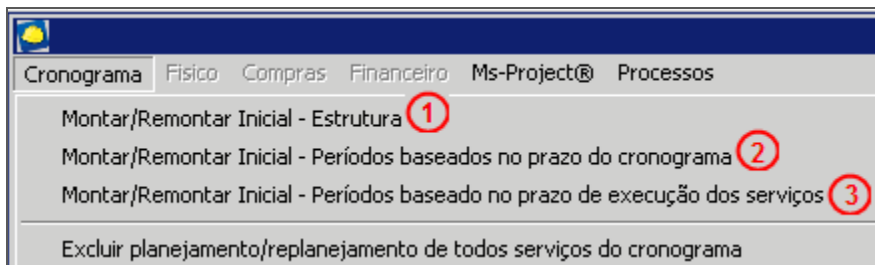 Cronograma Físico Compras Financeiro Ms-Project® Processos
Montar/Remontar Inicial - Estrutura 1
Montar/Remontar Inicial - Períodos baseados no prazo do cronograma 2
Montar/Remontar Inicial - Períodos baseado no prazo de execução dos serviços 3
Excluir planejamento/replanejamento de todos serviços do cronograma